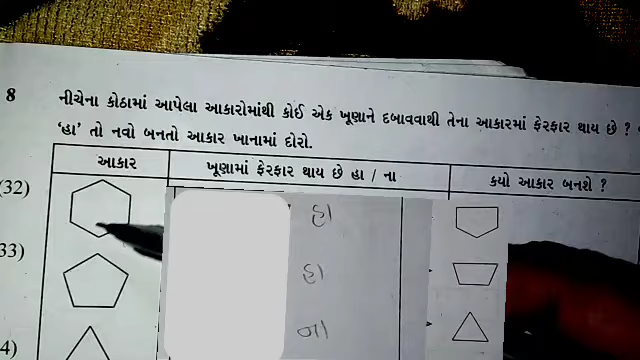 8 નીચેના કોઠામાં આપેલા આકારોમાંથી કોઈ એક ખૂણાને દબાવવાથી તેના આકારમાં ફેરફાર થાય છે ?
‘હા’ તો નવો બનતો આકાર ખાનામાં દોરો.
આકાર ખૂણામાં ફેરફાર થાય છે હા / ના કયો આકાર બનશે ?
(32) હા
33) હા
4) ના